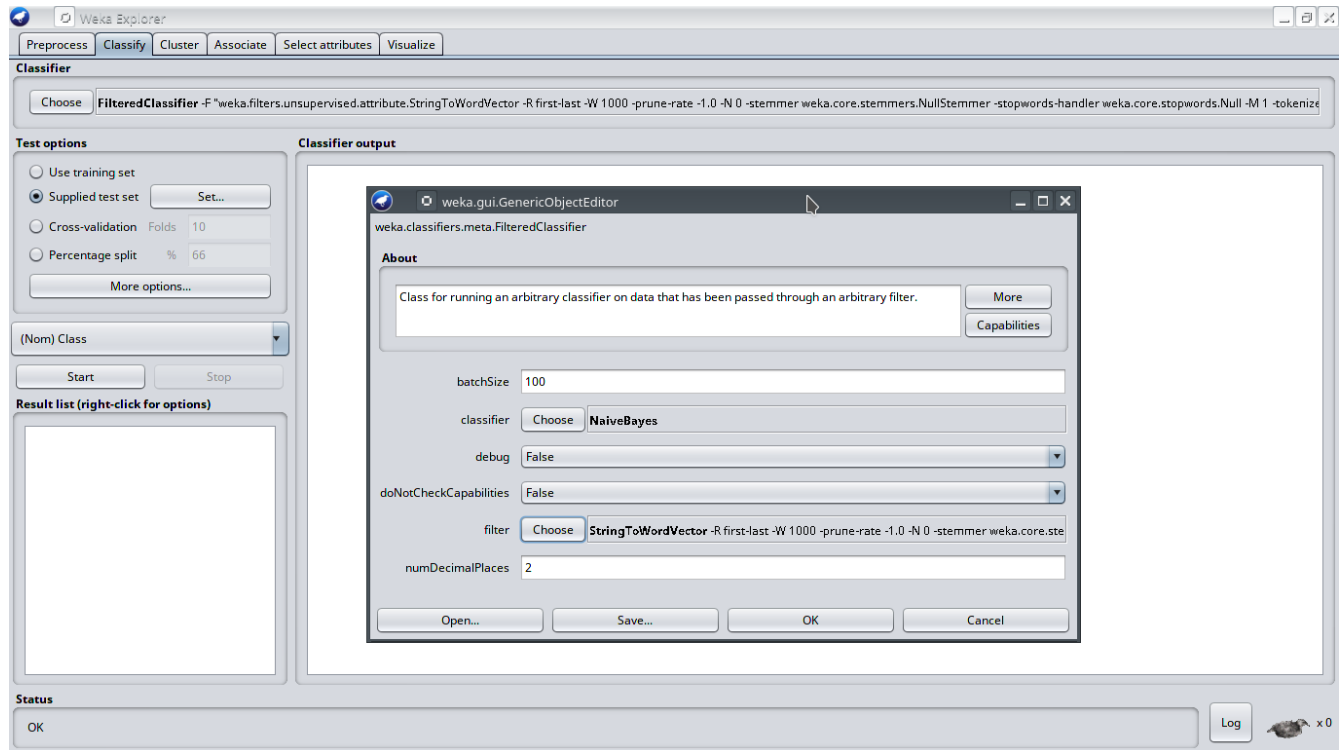 Weka Explorer
Preprocess Classify Cluster Associate Select attributes Visualize
Classifier
Choose FilteredClassifier -F "weka.filters.unsupervised.attribute.StringToWordVector -R first-last -W 1000 -prune-rate -1.0 -N 0 -stemmer weka.core.stemmers.NullStemmer -stopwords-handler weka.core.stopwords.Null -M 1 -tokenize
Test options
Use training set
Supplied test set Set...
Cross-validation Folds 10
Percentage split % 66
More options...
(Nom) Class
Start Stop
Result list (right-click for options)
Classifier output
weka.gui.GenericObjectEditor
weka.classifiers.meta.FilteredClassifier
About
Class for running an arbitrary classifier on data that has been passed through an arbitrary filter.
More
Capabilities
batchSize 100
classifier Choose NaiveBayes
debug False
doNotCheckCapabilities False
filter Choose StringToWordVector -R first-last -W 1000 -prune-rate -1.0 -N 0 -stemmer weka.core.ste
numDecimalPlaces 2
Open... Save... OK Cancel
Status
OK
Log x 0